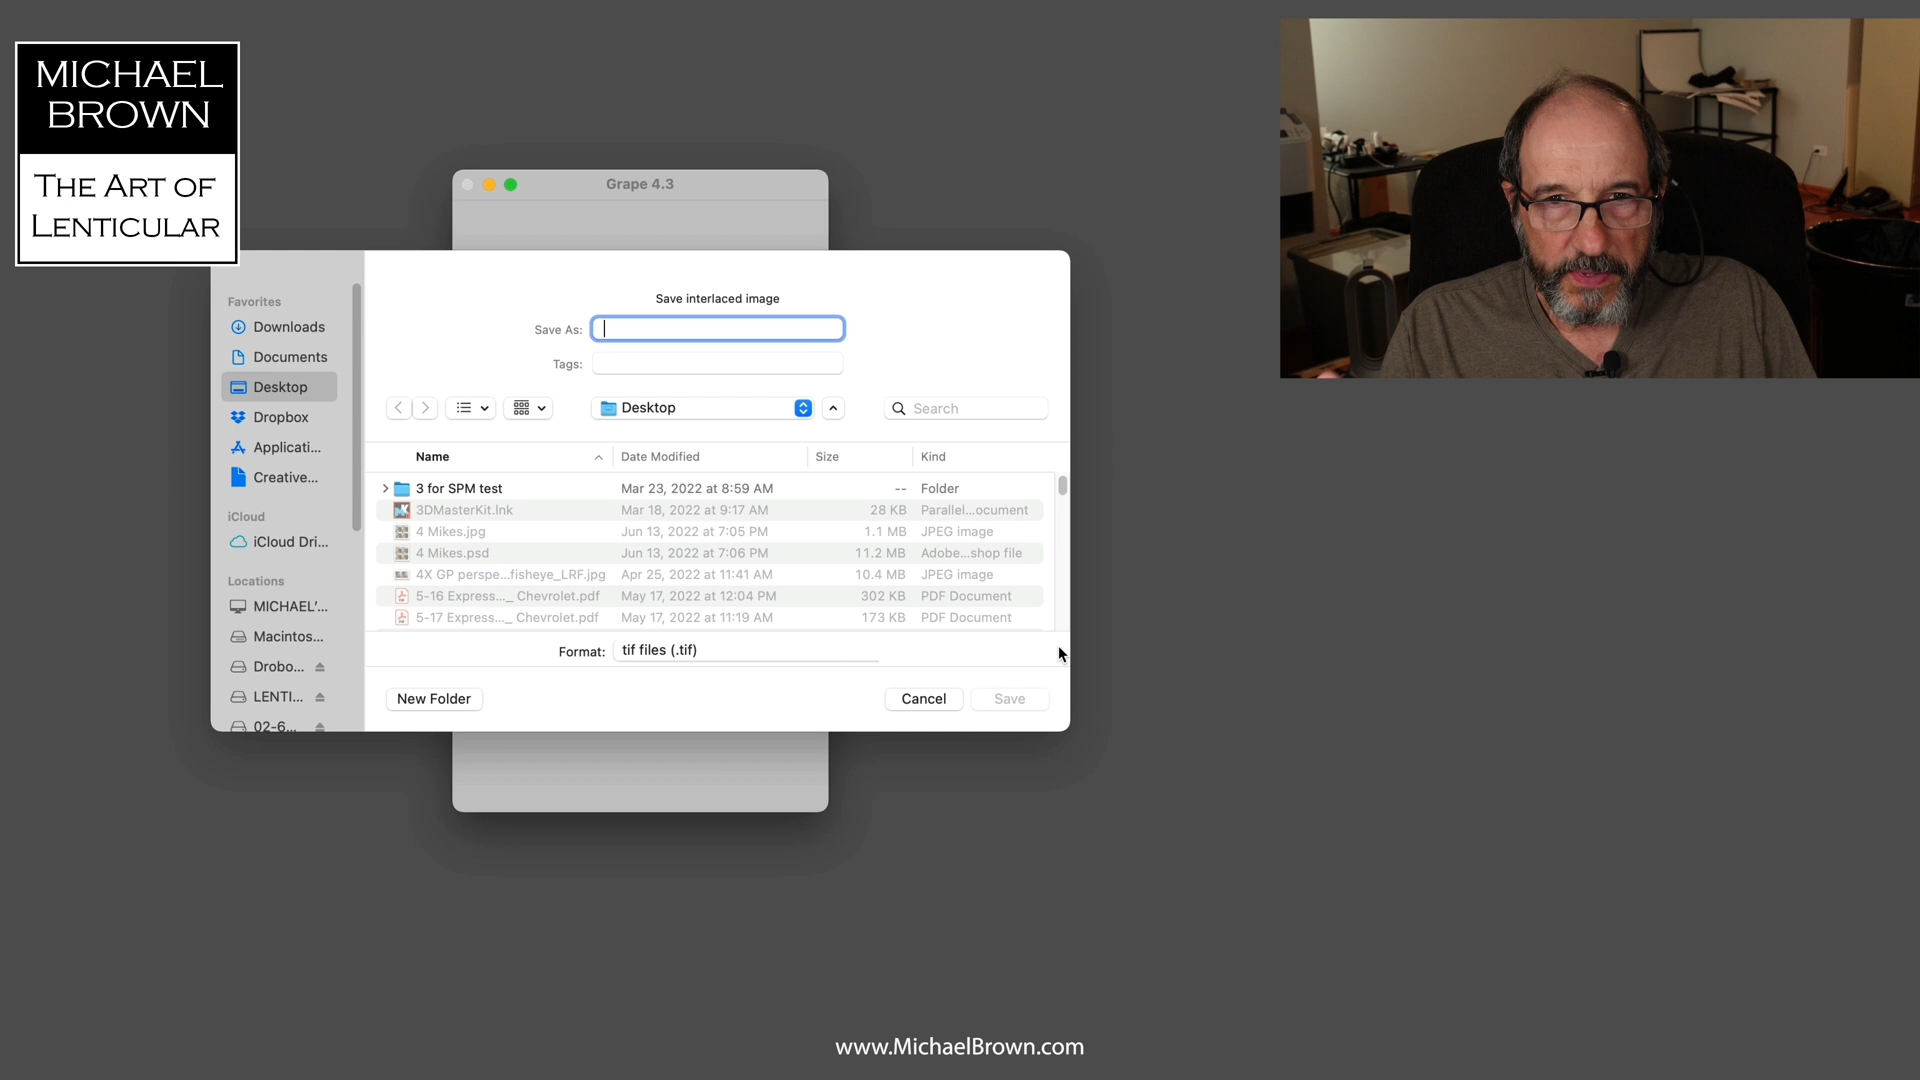 MICHAEL
BROWN
THE ART OF
LENTICULAR
Grape 4.3
Save interlaced image
Save As:
Tags:
Favorites
Downloads
Documents
Desktop
Dropbox
Applicati...
Creative...
iCloud
iCloud Dri...
Locations
MICHAEL'...
Macintos...
Drobo...
LENTI...
02-6...
Desktop
Search
Name Date Modified Size Kind
3 for SPM test Mar 23, 2022 at 8:59 AM -- Folder
3DMasterKit.lnk Mar 18, 2022 at 9:17 AM 28 KB Parallel...ocument
4 Mikes.jpg Jun 13, 2022 at 7:05 PM 1.1 MB JPEG image
4 Mikes.psd Jun 13, 2022 at 7:06 PM 11.2 MB Adobe...shop file
4X GP perspe...fisheye_LRF.jpg Apr 25, 2022 at 11:41 AM 10.4 MB JPEG image
5-16 Express..._ Chevrolet.pdf May 17, 2022 at 12:04 PM 302 KB PDF Document
5-17 Express..._ Chevrolet.pdf May 17, 2022 at 11:19 AM 173 KB PDF Document
Format: tif files (.tif)
New Folder Cancel Save
www.MichaelBrown.com